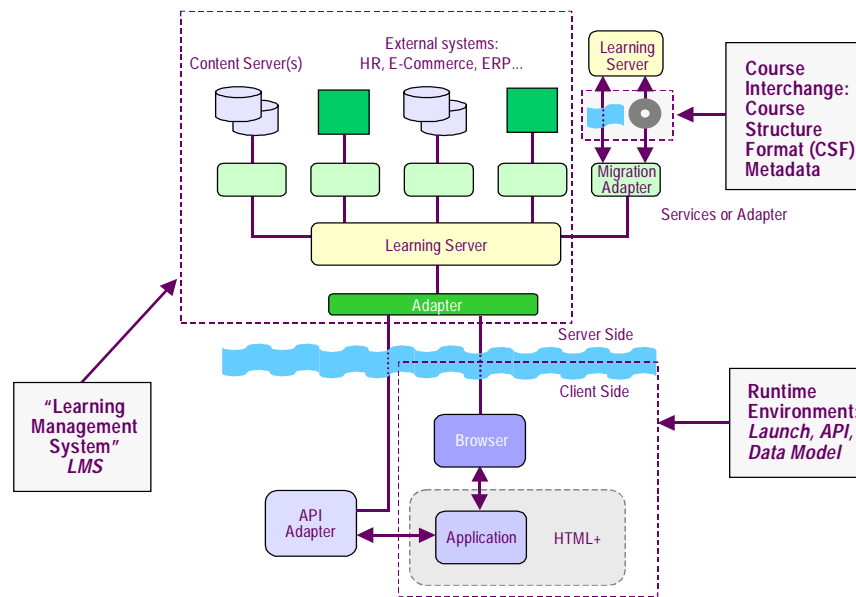 Content Server(s)
External systems:
HR, E-Commerce, ERP...
Learning
Server
Course
Interchange:
Course
Structure
Format (CSF)
Metadata
Migration
Adapter
Services or Adapter
Learning Server
Adapter
Server Side
Client Side
“Learning
Management
System”
LMS
Runtime
Environment:
Launch, API,
Data Model
Browser
API
Adapter
Application
HTML+